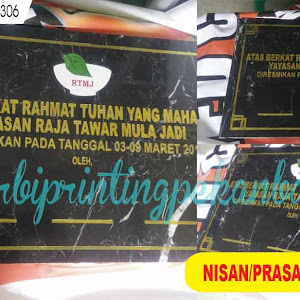 306
RTMJ
AT RAHMAT TUHAN YANG MAHA
ASAN RAJA TAWAR MULA JADI
KAN PADA TANGGAL 03-09 MARET 20
OLEH,
ATAS BERKAT R
YAYASAN
DIRESMIKAN P
rbiprintingpekanb
NISAN/PRASA